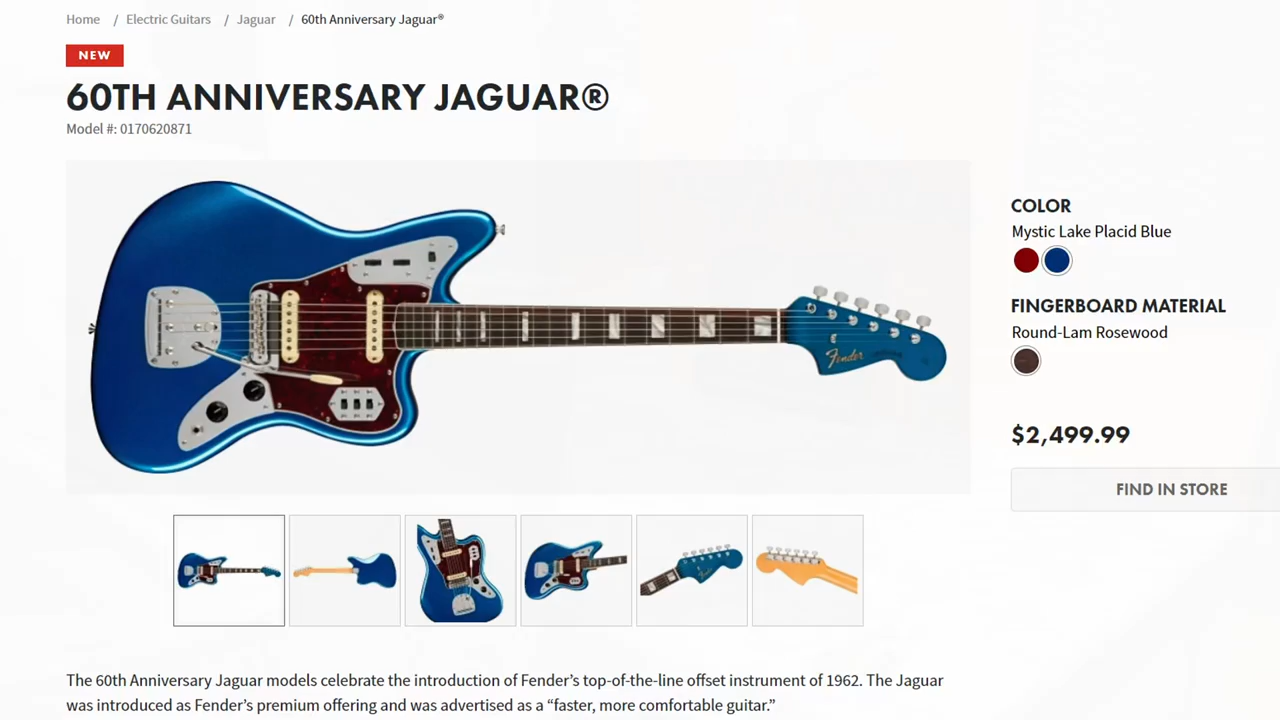 Home / Electric Guitars / Jaguar / 60th Anniversary Jaguar®
NEW
60TH ANNIVERSARY JAGUAR®
Model #: 0170620871
COLOR
Mystic Lake Placid Blue
FINGERBOARD MATERIAL
Round-Lam Rosewood
$2,499.99
FIND IN STORE
Fender
The 60th Anniversary Jaguar models celebrate the introduction of Fender’s top-of-the-line offset instrument of 1962. The Jaguar
was introduced as Fender’s premium offering and was advertised as a “faster, more comfortable guitar.”